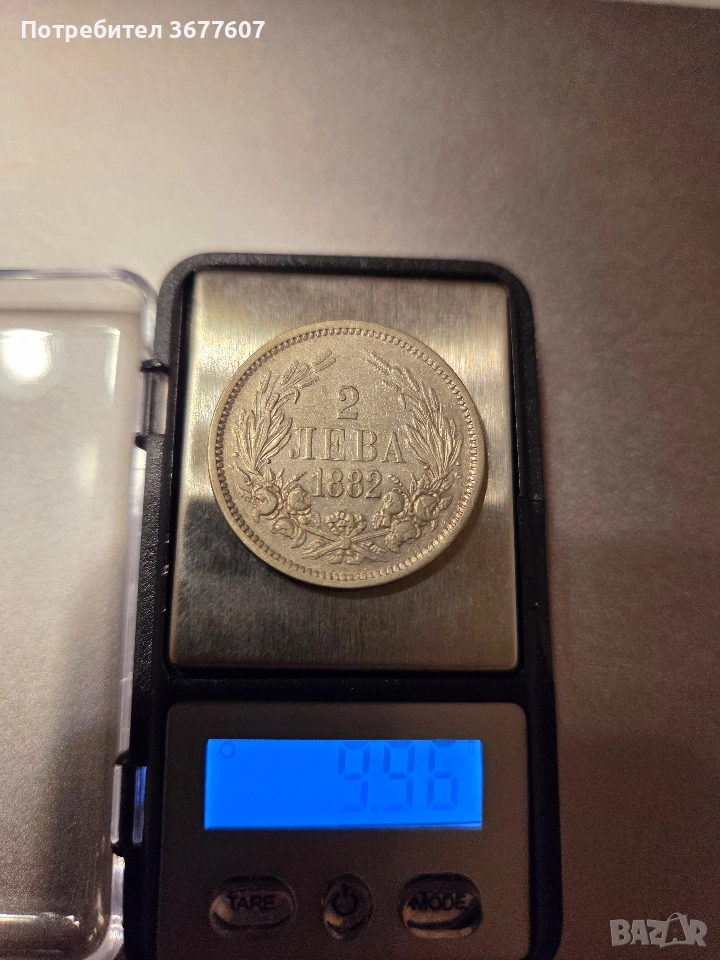 Потребител 3677607
2
ЛЕВА
1882
9.96
TARE
MODE
BAZAR